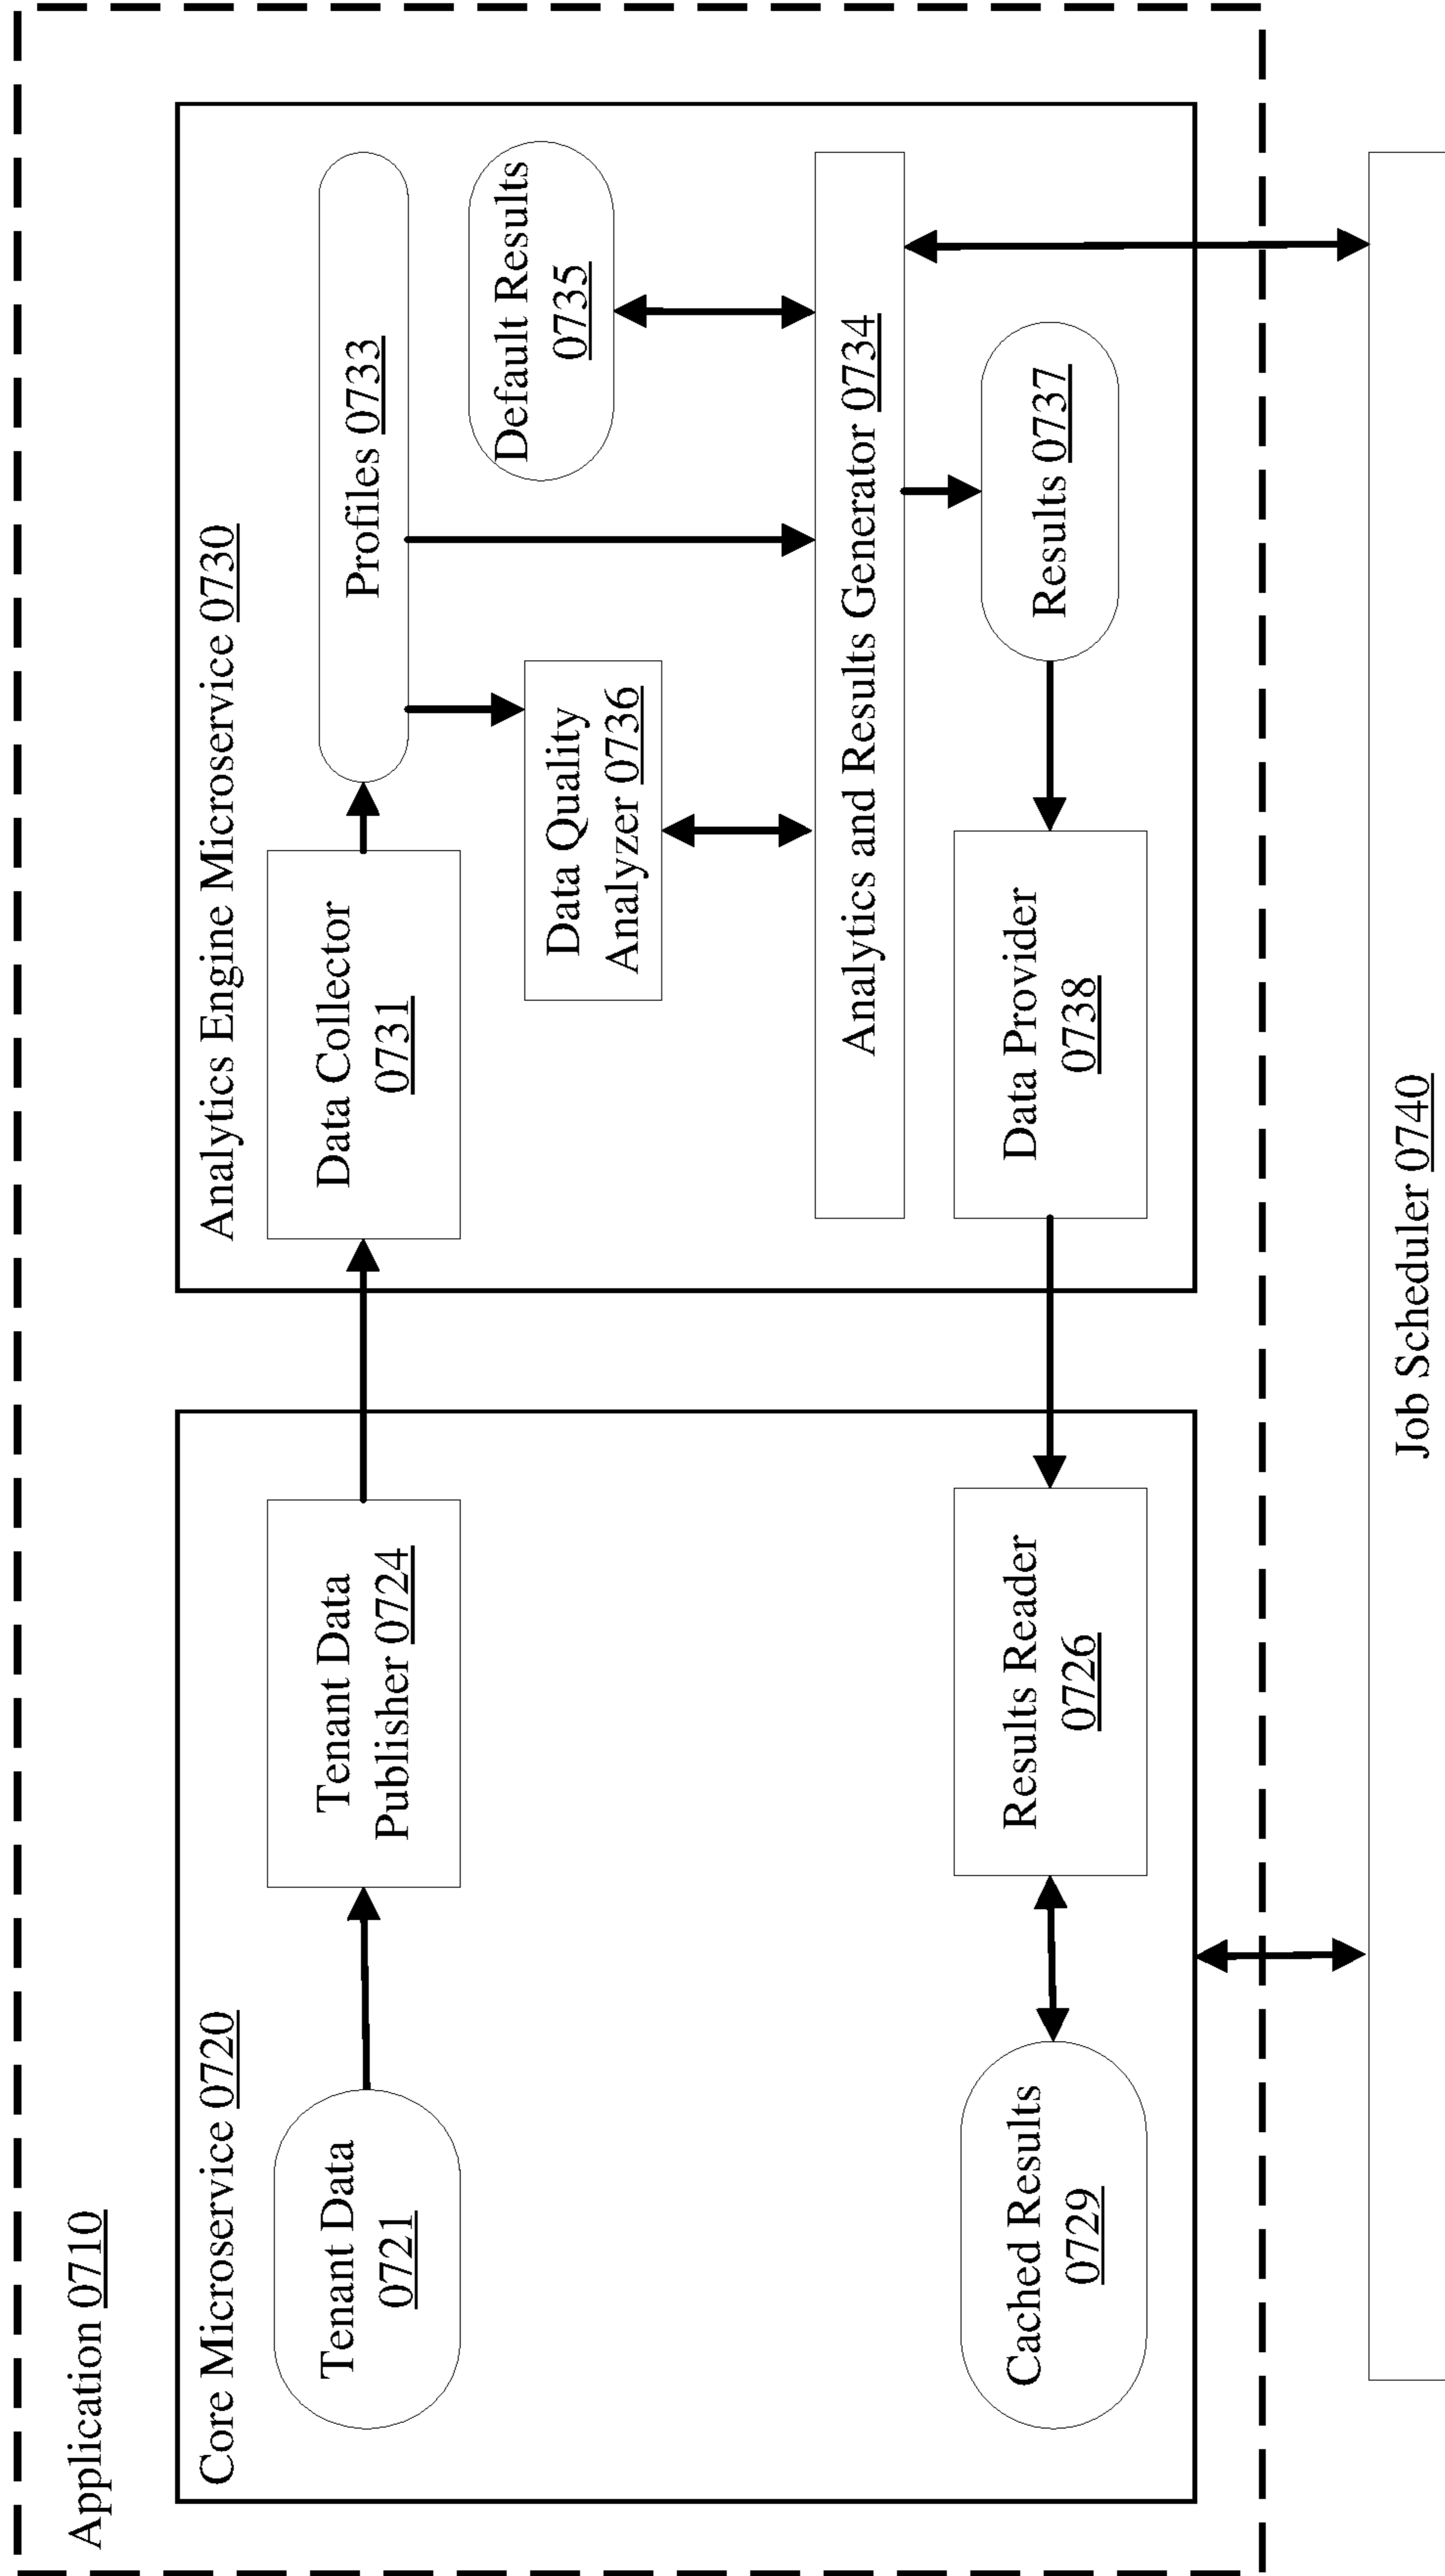 Application 0710
Core Microservice 0720
Tenant Data
0721
Tenant Data
Publisher 0724
Cached Results
0729
Results Reader
0726
Analytics Engine Microservice 0730
Data Collector
0731
Profiles 0733
Data Quality
Analyzer 0736
Default Results
0735
Analytics and Results Generator 0734
Data Provider
0738
Results 0737
Job Scheduler 0740